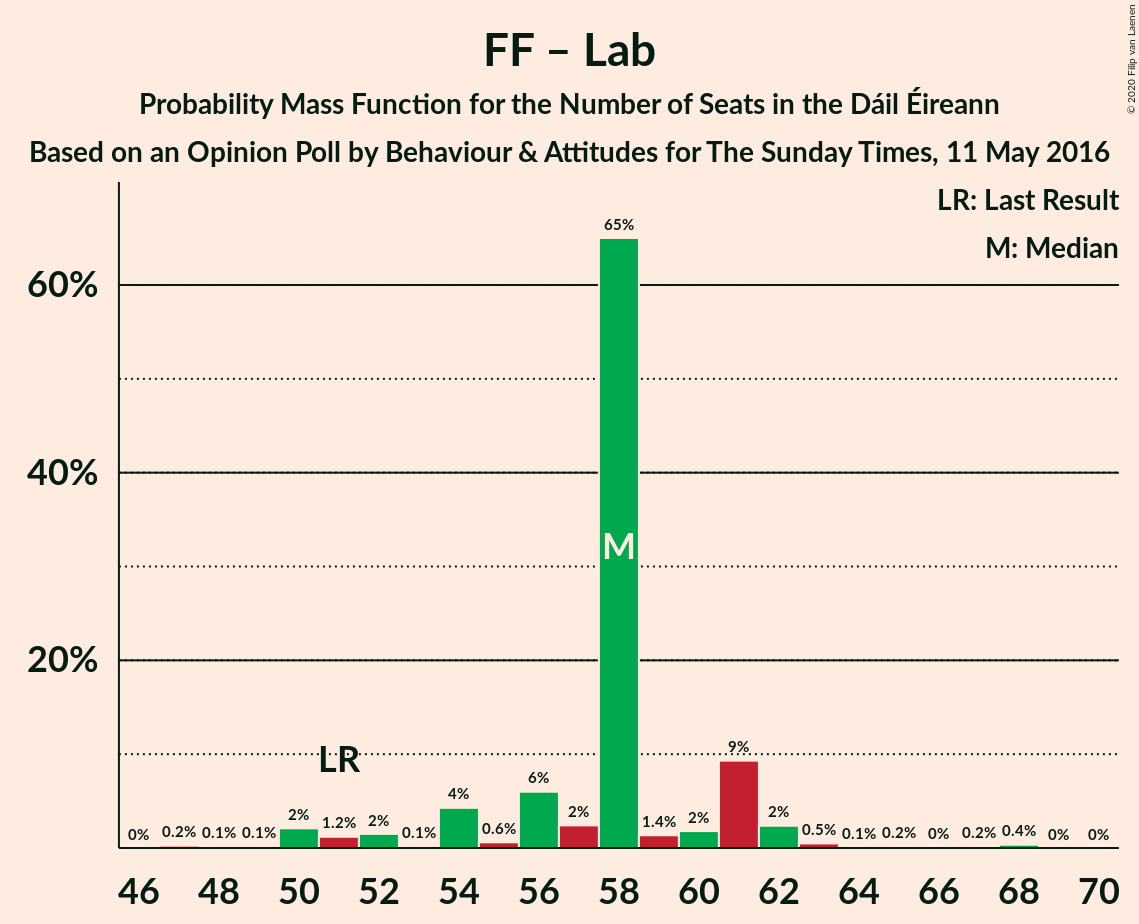 FF – Lab
Probability Mass Function for the Number of Seats in the Dáil Éireann
Based on an Opinion Poll by Behaviour & Attitudes for The Sunday Times, 11 May 2016
© 2020 Filip van Laenen
LR: Last Result
M: Median
60%
40%
20%
0% 0.2% 0.1% 0.1% 2% 1.2% 2% 0.1% 4% 0.6% 6% 2% 65% 1.4% 2% 9% 2% 0.5% 0.1% 0.2% 0% 0.2% 0.4% 0% 0%
LR
M
46 48 50 52 54 56 58 60 62 64 66 68 70